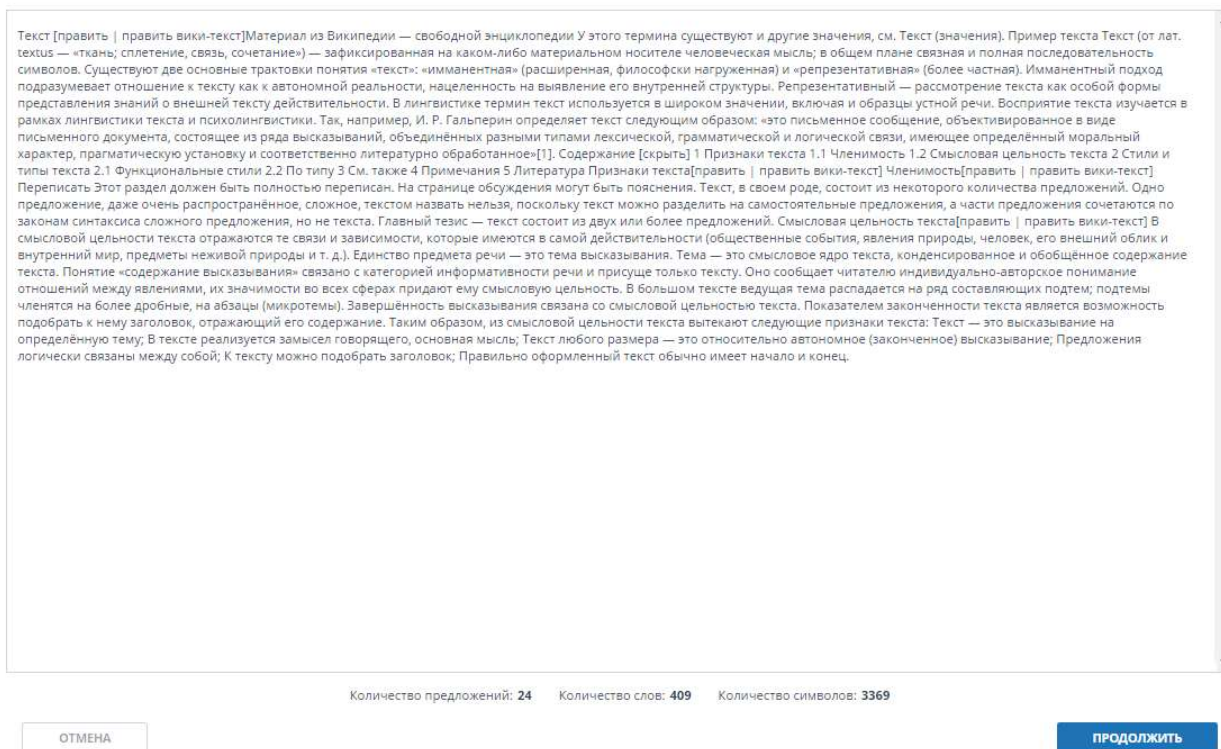 Текст [править | править вики-текст]Материал из Википедии — свободной энциклопедии У этого термина существуют и другие значения, см. Текст (значения). Пример текста Текст (от лат.
textus — «ткань; сплетение, связь, сочетание») — зафиксированная на каком-либо материальном носителе человеческая мысль; в общем плане связная и полная последовательность
символов. Существуют две основные трактовки понятия «текст»: «имманентная» (расширенная, философски нагруженная) и «репрезентативная» (более частная). Имманентный подход
подразумевает отношение к тексту как к автономной реальности, нацеленность на выявление его внутренней структуры. Репрезентативный — рассмотрение текста как особой формы
представления знаний о внешней тексту действительности. В лингвистике термин текст используется в широком значении, включая и образцы устной речи. Восприятие текста изучается в
рамках лингвистики текста и психолингвистики. Так, например, И. Р. Гальперин определяет текст следующим образом: «это письменное сообщение, объективированное в виде
письменного документа, состоящее из ряда высказываний, объединённых разными типами лексической, грамматической и логической связи, имеющее определённый моральный
характер, прагматическую установку и соответственно литературно обработанное»[1]. Содержание [скрыть] 1 Признаки текста 1.1 Членимость 1.2 Смысловая цельность текста 2 Стили и
типы текста 2.1 Функциональные стили 2.2 По типу 3 См. также 4 Примечания 5 Литература Признаки текста[править | править вики-текст] Членимость[править | править вики-текст]
Переписать Этот раздел должен быть полностью переписан. На странице обсуждения могут быть пояснения. Текст, в своем роде, состоит из некоторого количества предложений. Одно
предложение, даже очень распространённое, сложное, текстом назвать нельзя, поскольку текст можно разделить на самостоятельные предложения, а части предложения сочетаются по
законам синтаксиса сложного предложения, но не текста. Главный тезис — текст состоит из двух или более предложений. Смысловая цельность текста[править | править вики-текст] В
смысловой цельности текста отражаются те связи и зависимости, которые имеются в самой действительности (общественные события, явления природы, человек, его внешний облик и
внутренний мир, предметы неживой природы и т. д.). Единство предмета речи — это тема высказывания. Тема — это смысловое ядро текста, конденсированное и обобщённое содержание
текста. Понятие «содержание высказывания» связано с категорией информативности речи и присуще только тексту. Оно сообщает читателю индивидуально-авторское понимание
отношений между явлениями, их значимости во всех сферах придают ему смысловую цельность. В большом тексте ведущая тема распадается на ряд составляющих подтем; подтемы
членятся на более дробные, на абзацы (микротемы). Завершённость высказывания связана со смысловой цельностью текста. Показателем законченности текста является возможность
подобрать к нему заголовок, отражающий его содержание. Таким образом, из смысловой цельности текста вытекают следующие признаки текста: Текст — это высказывание на
определённую тему; В тексте реализуется замысел говорящего, основная мысль; Текст любого размера — это относительно автономное (законченное) высказывание; Предложения
логически связаны между собой; К тексту можно подобрать заголовок; Правильно оформленный текст обычно имеет начало и конец.
Количество предложений: 24 Количество слов: 409 Количество символов: 3369
ОТМЕНА ПРОДОЛЖИТЬ